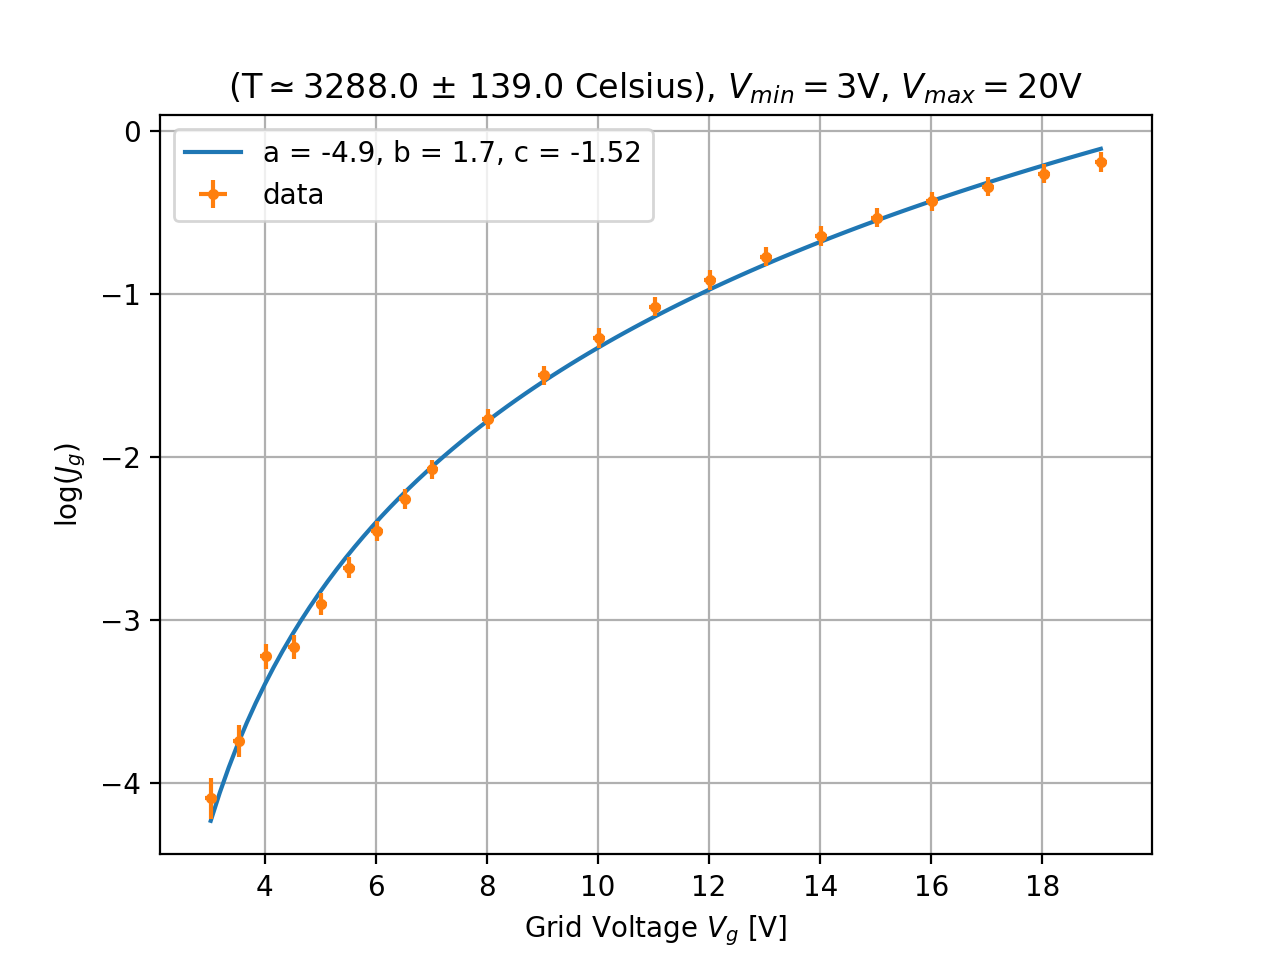 (T ≃ 3288.0 ± 139.0 Celsius), V_min = 3V, V_max = 20V
a = -4.9, b = 1.7, c = -1.52
data
log(J_g)
0
−1
−2
−3
−4
4 6 8 10 12 14 16 18
Grid Voltage V_g [V]